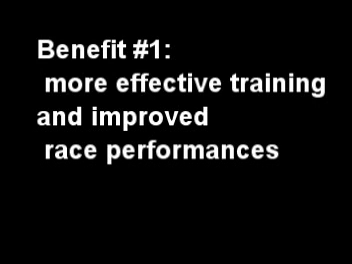 Benefit #1:
more effective training
and improved
race performances